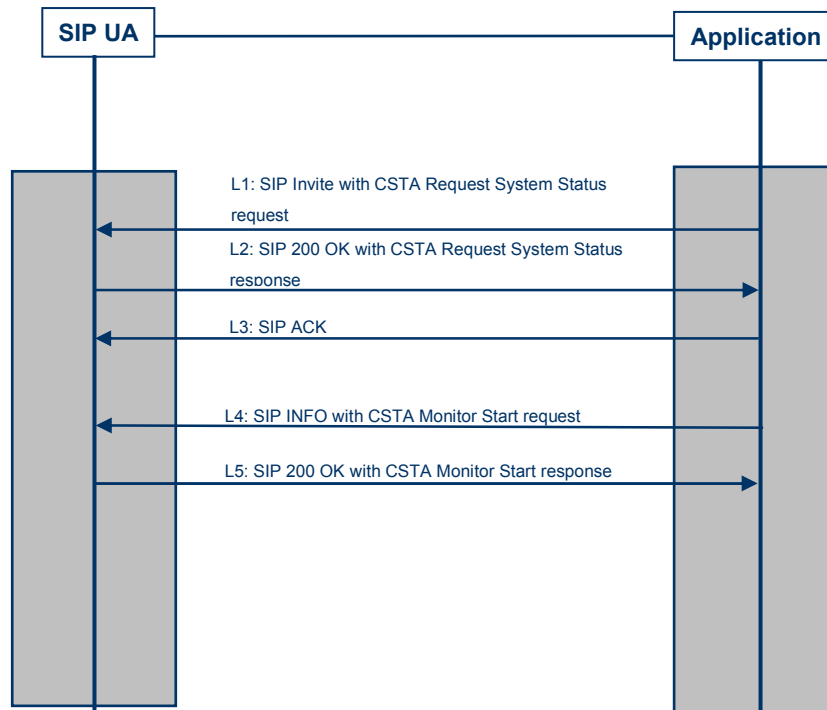 SIP UA
Application
L1: SIP Invite with CSTA Request System Status
request
L2: SIP 200 OK with CSTA Request System Status
response
L3: SIP ACK
L4: SIP INFO with CSTA Monitor Start request
L5: SIP 200 OK with CSTA Monitor Start response